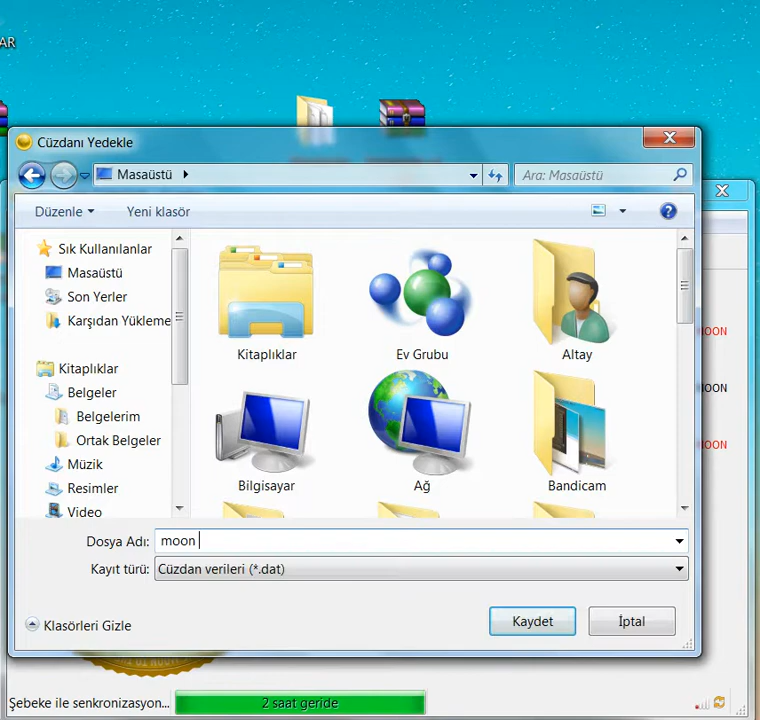 AR
Cüzdanı Yedekle
Masaüstü
Ara: Masaüstü
Düzenle
Yeni klasör
Sık Kullanılanlar
Masaüstü
Son Yerler
Karşıdan Yükleme
Kitaplıklar
Belgeler
Belgelerim
Ortak Belgeler
Müzik
Resimler
Video
Kitaplıklar
Ev Grubu
Altay
Bilgisayar
Ağ
Bandicam
MOON
MOON
MOON
Dosya Adı: moon
Kayıt türü: Cüzdan verileri (*.dat)
Klasörleri Gizle
Kaydet
İptal
Şebeke ile senkronizasyon...
2 saat geride